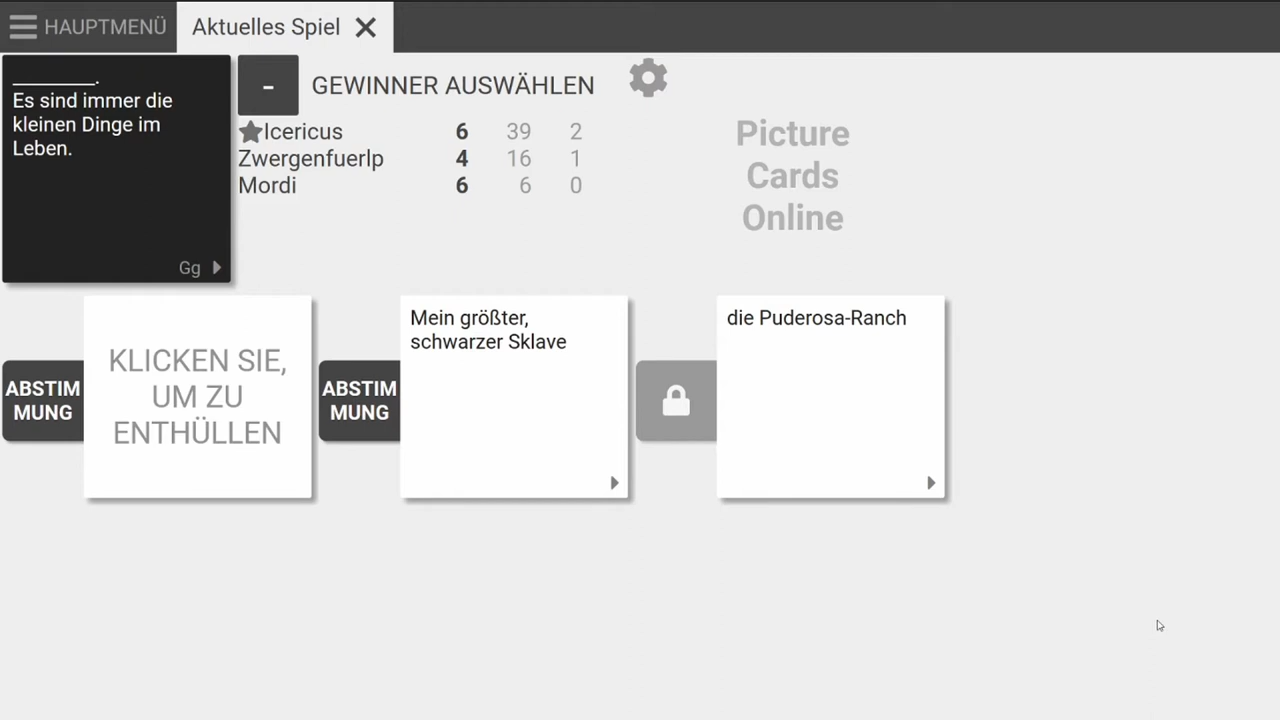 HAUPTMENÜ
Aktuelles Spiel
________.
Es sind immer die
kleinen Dinge im
Leben.
Gg
-
GEWINNER AUSWÄHLEN
Icericus 6 39 2
Zwergenfuerlp 4 16 1
Mordi 6 6 0
Picture
Cards
Online
ABSTIM
MUNG
KLICKEN SIE,
UM ZU
ENTHÜLLEN
ABSTIM
MUNG
Mein größter,
schwarzer Sklave
die Puderosa-Ranch